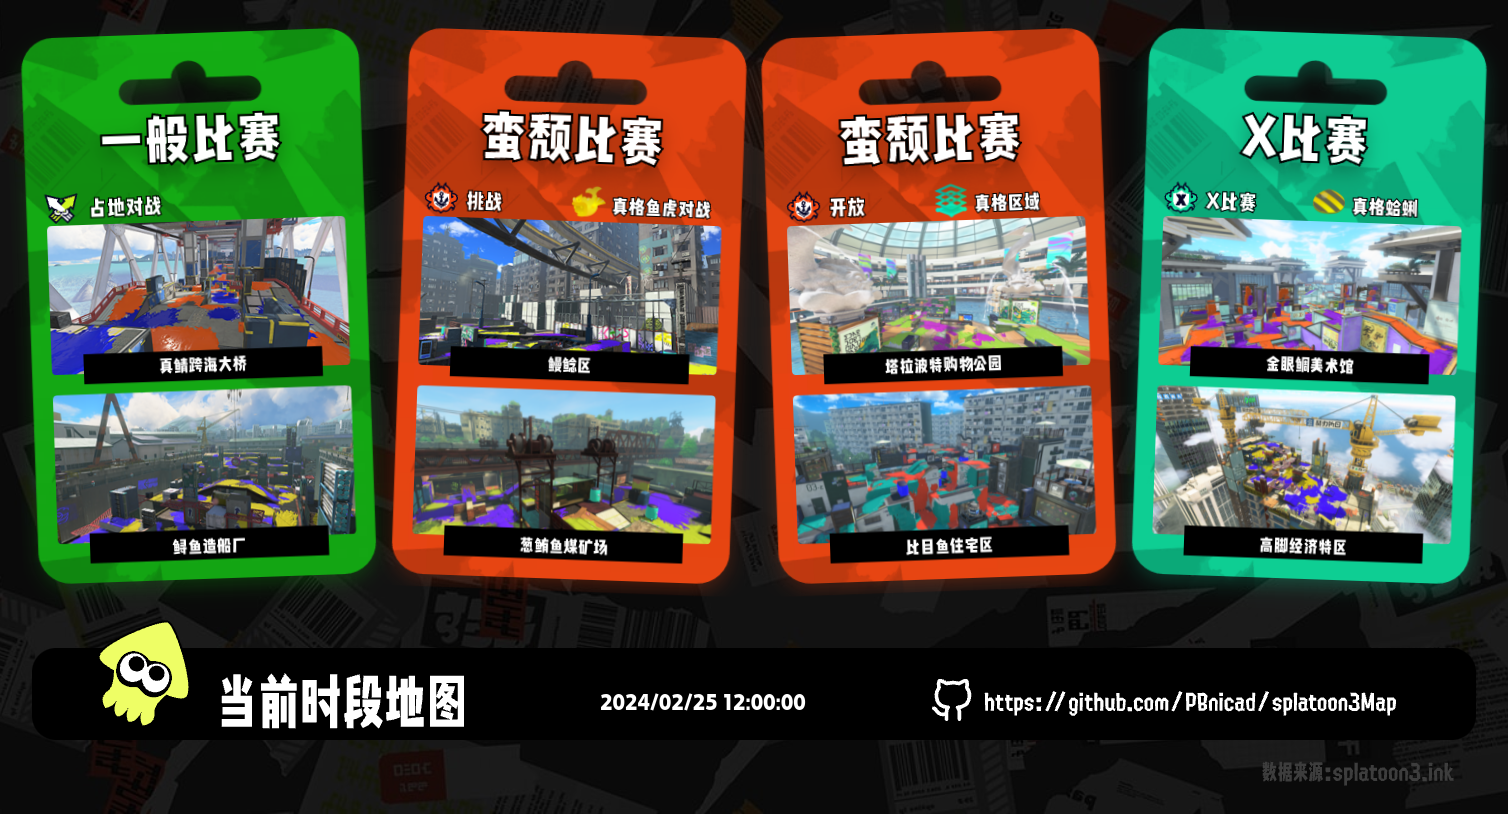 一般比赛
占地对战
真鲭跨海大桥
鲟鱼造船厂
蛮颓比赛
挑战
真格鱼虎对战
鳗鲶区
葱鲔鱼煤矿场
蛮颓比赛
开放
真格区域
塔拉波特购物公园
比目鱼住宅区
X比赛
X比赛
真格蛤蜊
金眼鲷美术馆
高脚经济特区
当前时段地图
2024/02/25 12:00:00
https://github.com/PBnicad/splatoon3Map
数据来源:splatoon3.ink